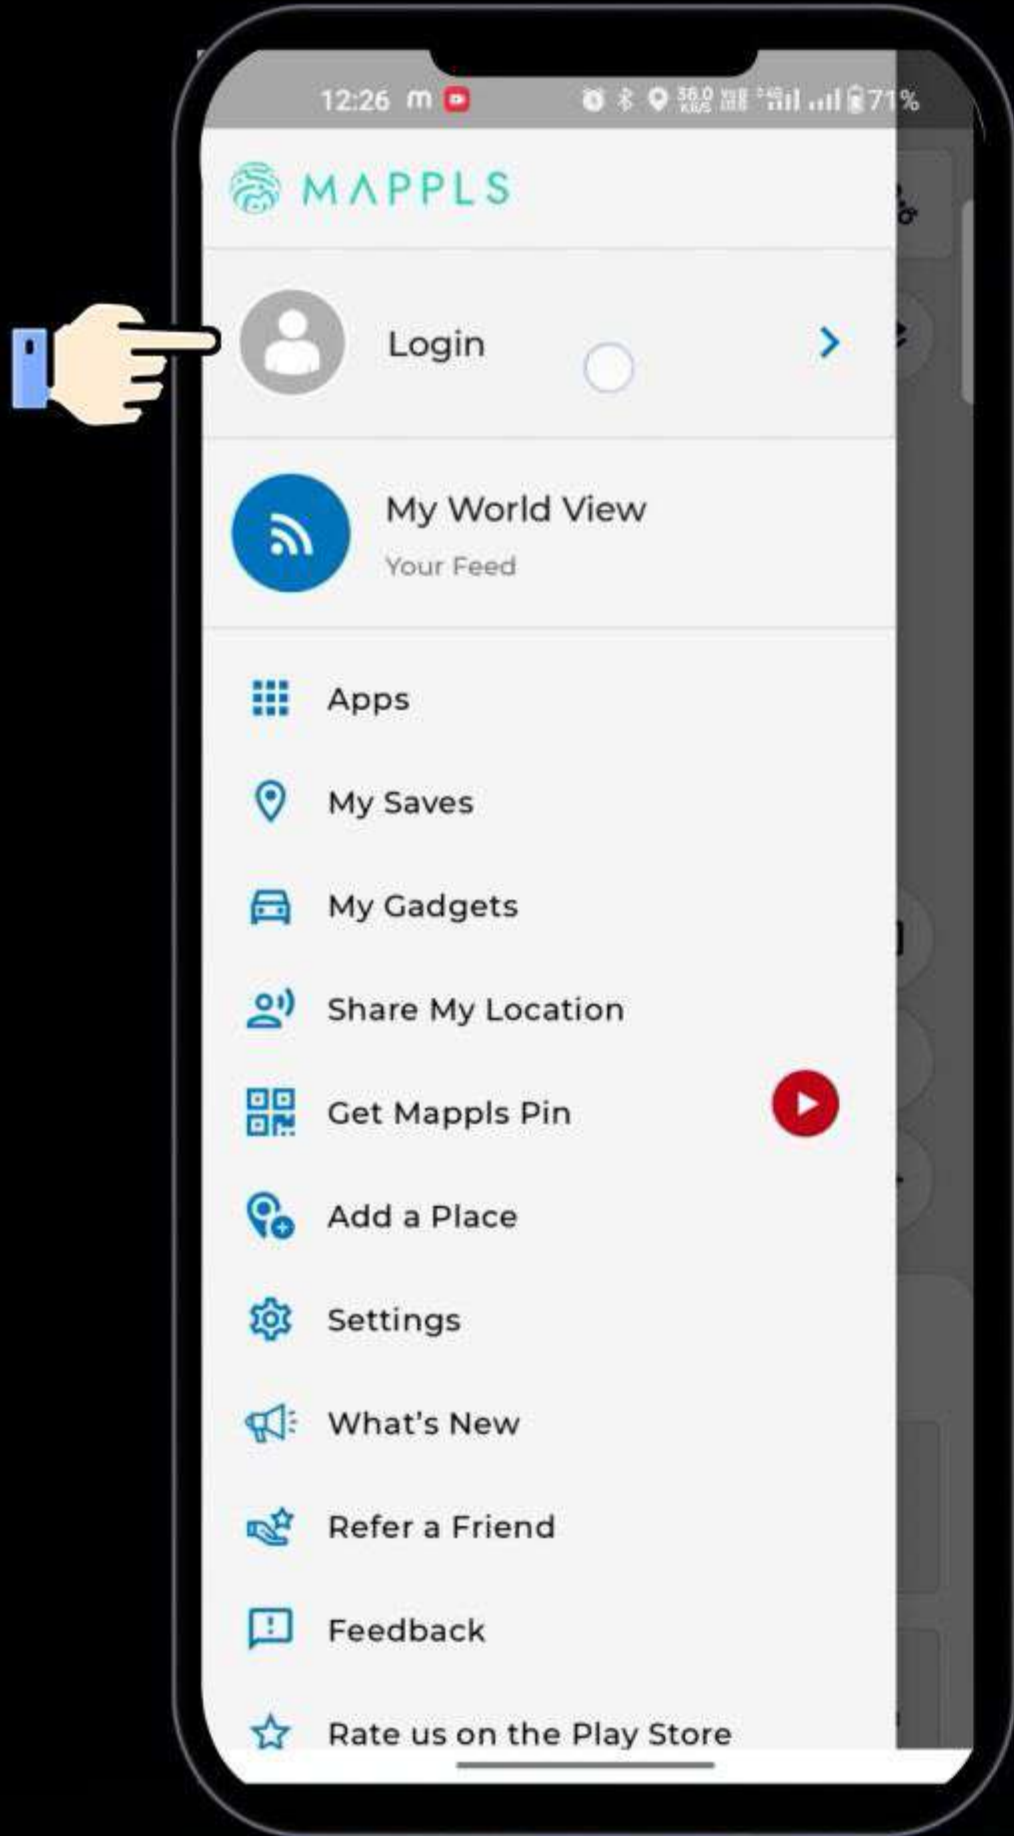 12:26 m 71%
MAPPLS
Login
My World View
Your Feed
Apps
My Saves
My Gadgets
Share My Location
Get Mappls Pin
Add a Place
Settings
What's New
Refer a Friend
Feedback
Rate us on the Play Store